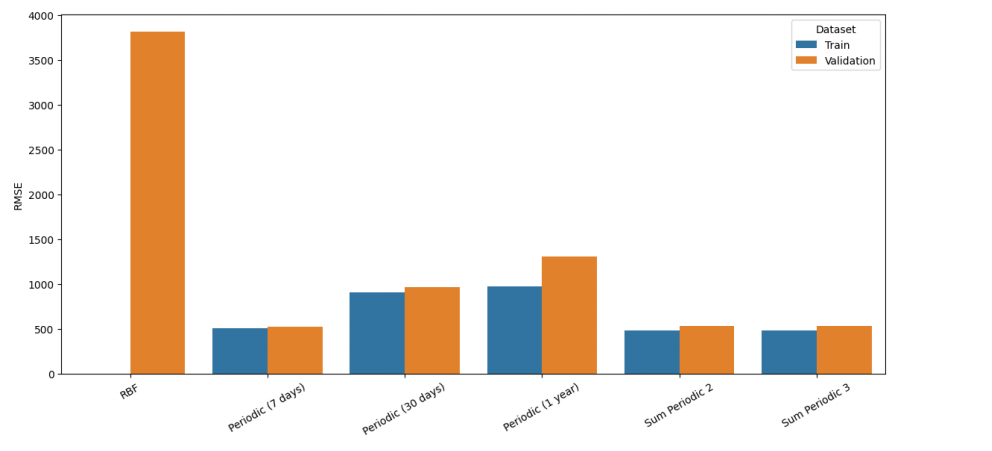 Dataset
Train
Validation
RMSE
4000
3500
3000
2500
2000
1500
1000
500
0
RBF
Periodic (7 days)
Periodic (30 days)
Periodic (1 year)
Sum Periodic 2
Sum Periodic 3